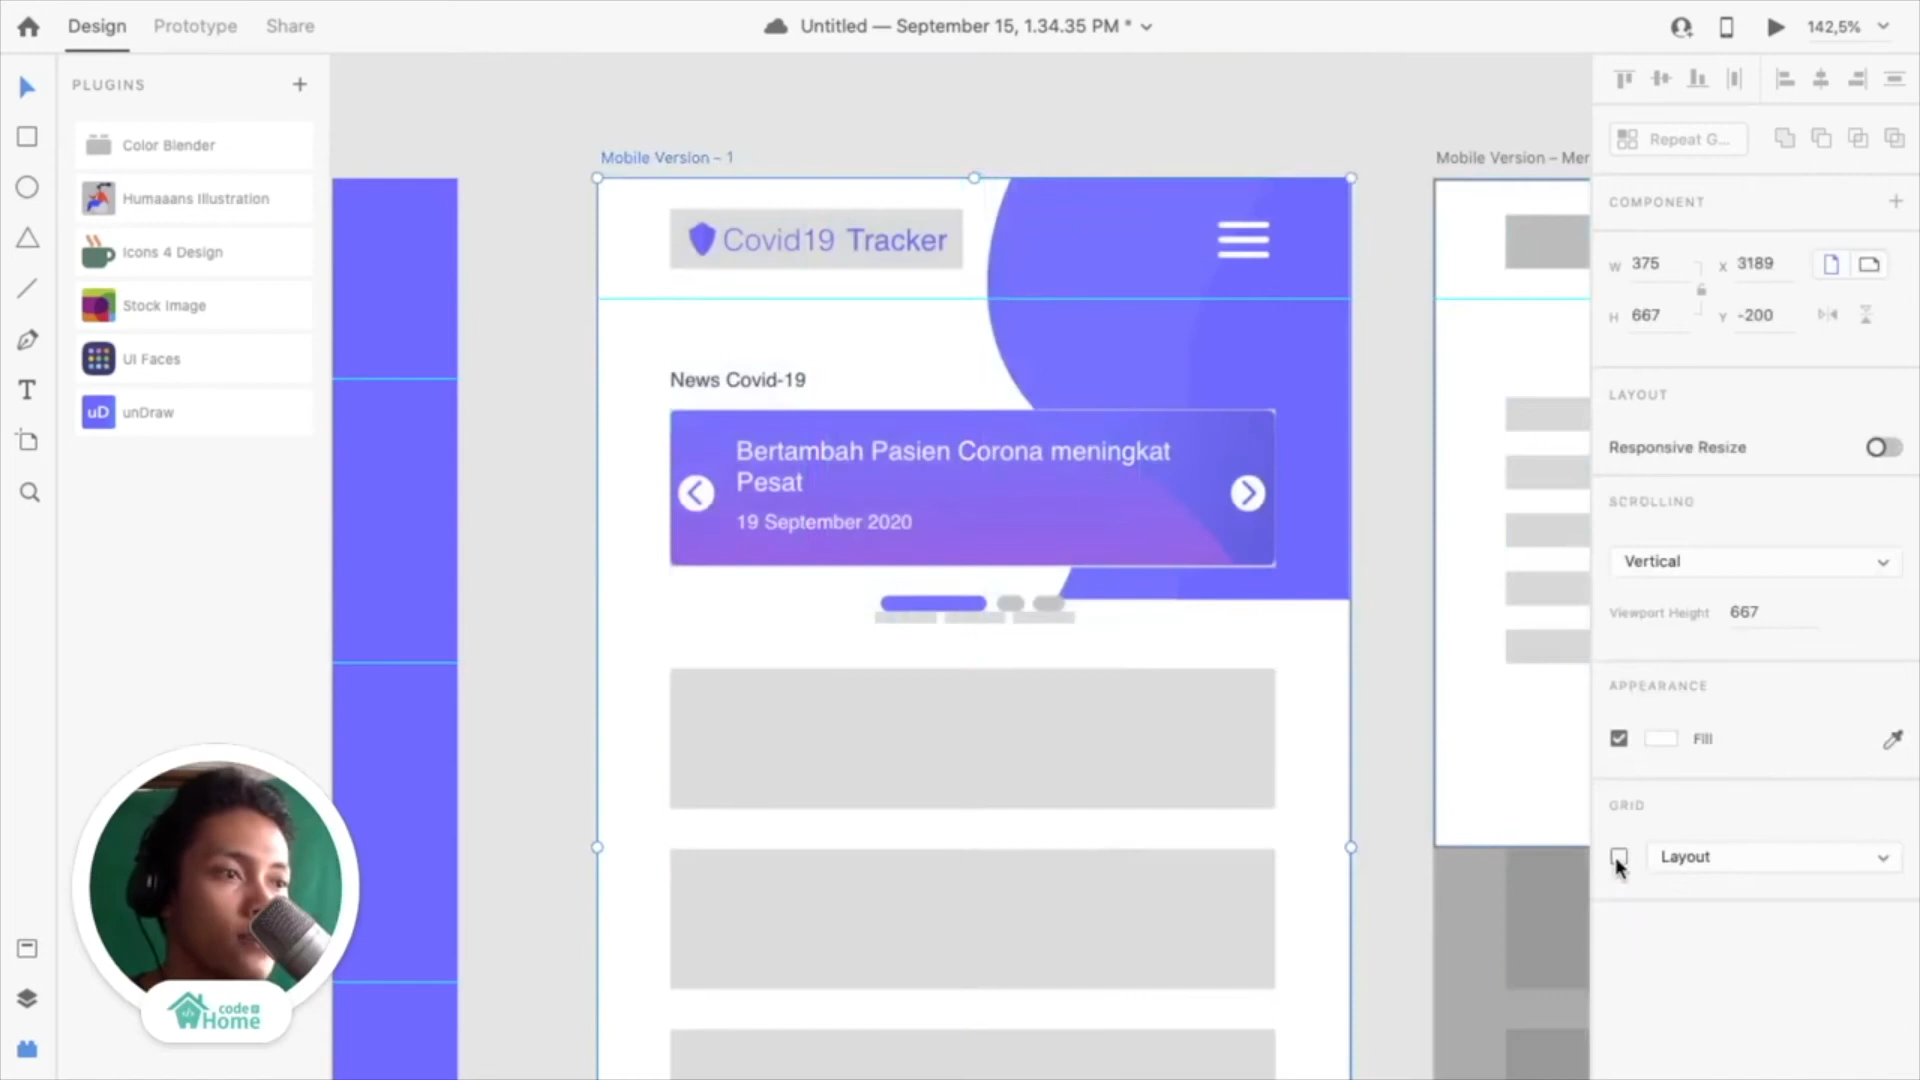 Design
Prototype
Share
Untitled — September 15, 1.34.35 PM *
142,5%
PLUGINS
Color Blender
Humaaans Illustration
Icons 4 Design
Stock Image
UI Faces
uD
unDraw
T
Mobile Version – 1
Mobile Version – Mer
Covid19 Tracker
News Covid-19
Bertambah Pasien Corona meningkat
Pesat
19 September 2020
Repeat G...
COMPONENT
W 375
X 3189
H 667
Y -200
LAYOUT
Responsive Resize
SCROLLING
Vertical
Viewport Height 667
APPEARANCE
Fill
GRID
Layout
code
Home